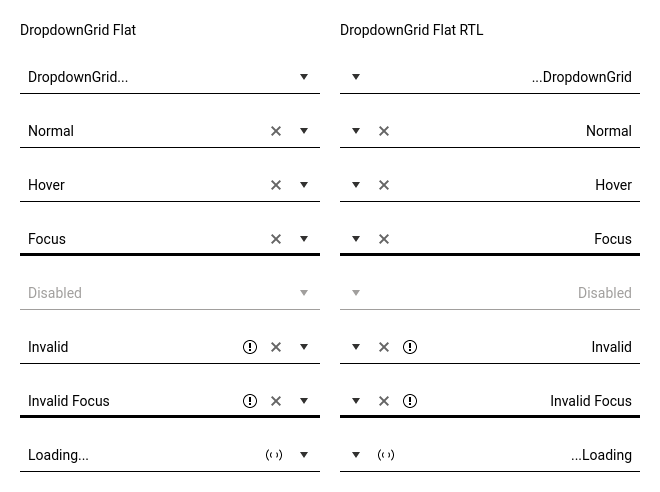 DropdownGrid Flat
DropdownGrid...
Normal
Hover
Focus
Disabled
Invalid
Invalid Focus
Loading...
DropdownGrid Flat RTL
...DropdownGrid
Normal
Hover
Focus
Disabled
Invalid
Invalid Focus
...Loading